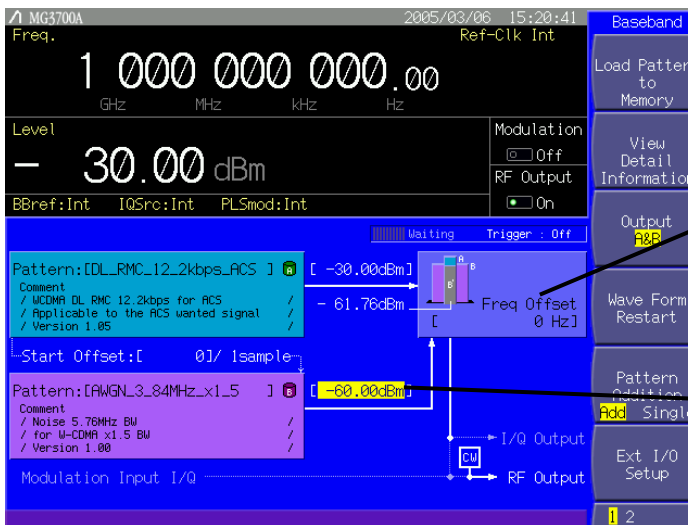 MG3700A 2005/03/06 15:20:41
Freq. Ref-Clk Int
1 000 000 000.00
GHz MHz kHz Hz
Level
- 30.00 dBm
Modulation
Off
RF Output
On
BBref:Int IQSrc:Int PLSmod:Int
Waiting Trigger : Off
Pattern:[DL_RMC_12_2kbps_ACS ] A
Comment
/ WCDMA DL RMC 12.2kbps for ACS /
/ Applicable to the ACS wanted signal /
/ Version 1.05 /
[ -30.00dBm]
- 61.76dBm
A
B
B'
Freq Offset
[ 0 Hz]
Start Offset:[ 0]/ 1sample
Pattern:[AWGN_3_84MHz_x1_5 ] B
Comment
/ Noise 5.76MHz BW /
/ for W-CDMA x1.5 BW /
/ Version 1.00 /
[ -60.00dBm]
I/Q Output
CW
Modulation Input I/Q
RF Output
Baseband
Load Patter
to
Memory
View
Detail
Informatio
Output
A&B
Wave Form
Restart
Pattern
Addition
Add Singl
Ext I/O
Setup
1 2